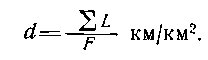 d = ∑L / F км/км².